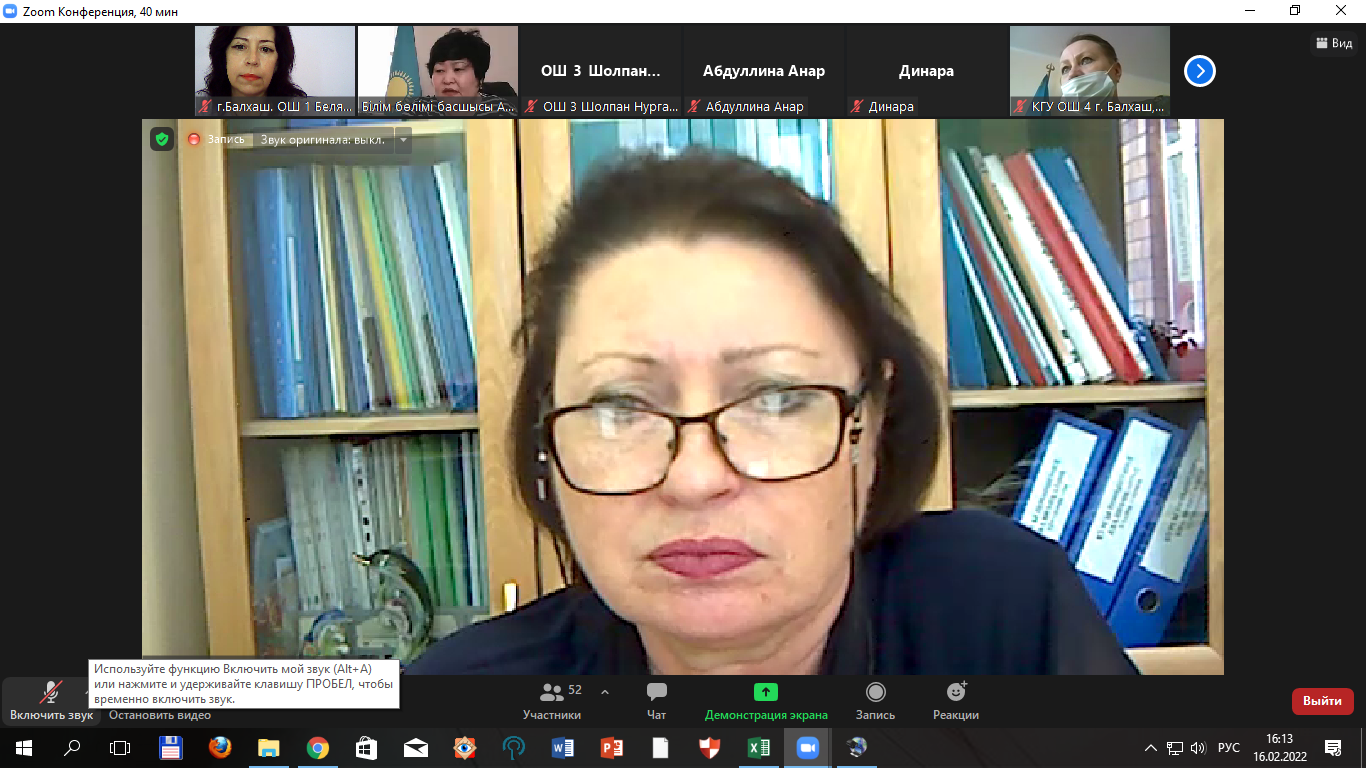 Zoom Конференция, 40 мин
Вид
ОШ 3 Шолпан...
Абдуллина Анар
Динара
г.Балхаш. ОШ 1 Беля...
Білім бөлімі басшысы А...
ОШ 3 Шолпан Нурга...
Абдуллина Анар
Динара
КГУ ОШ 4 г. Балхаш,...
Запись
Звук оригинала: выкл.
Используйте функцию Включить мой звук (Alt+A)
или нажмите и удерживайте клавишу ПРОБЕЛ, чтобы
временно включить звук.
Включить звук
Остановить видео
52
Участники
Чат
Демонстрация экрана
Запись
Реакции
Выйти
РУС
16:13
16.02.2022